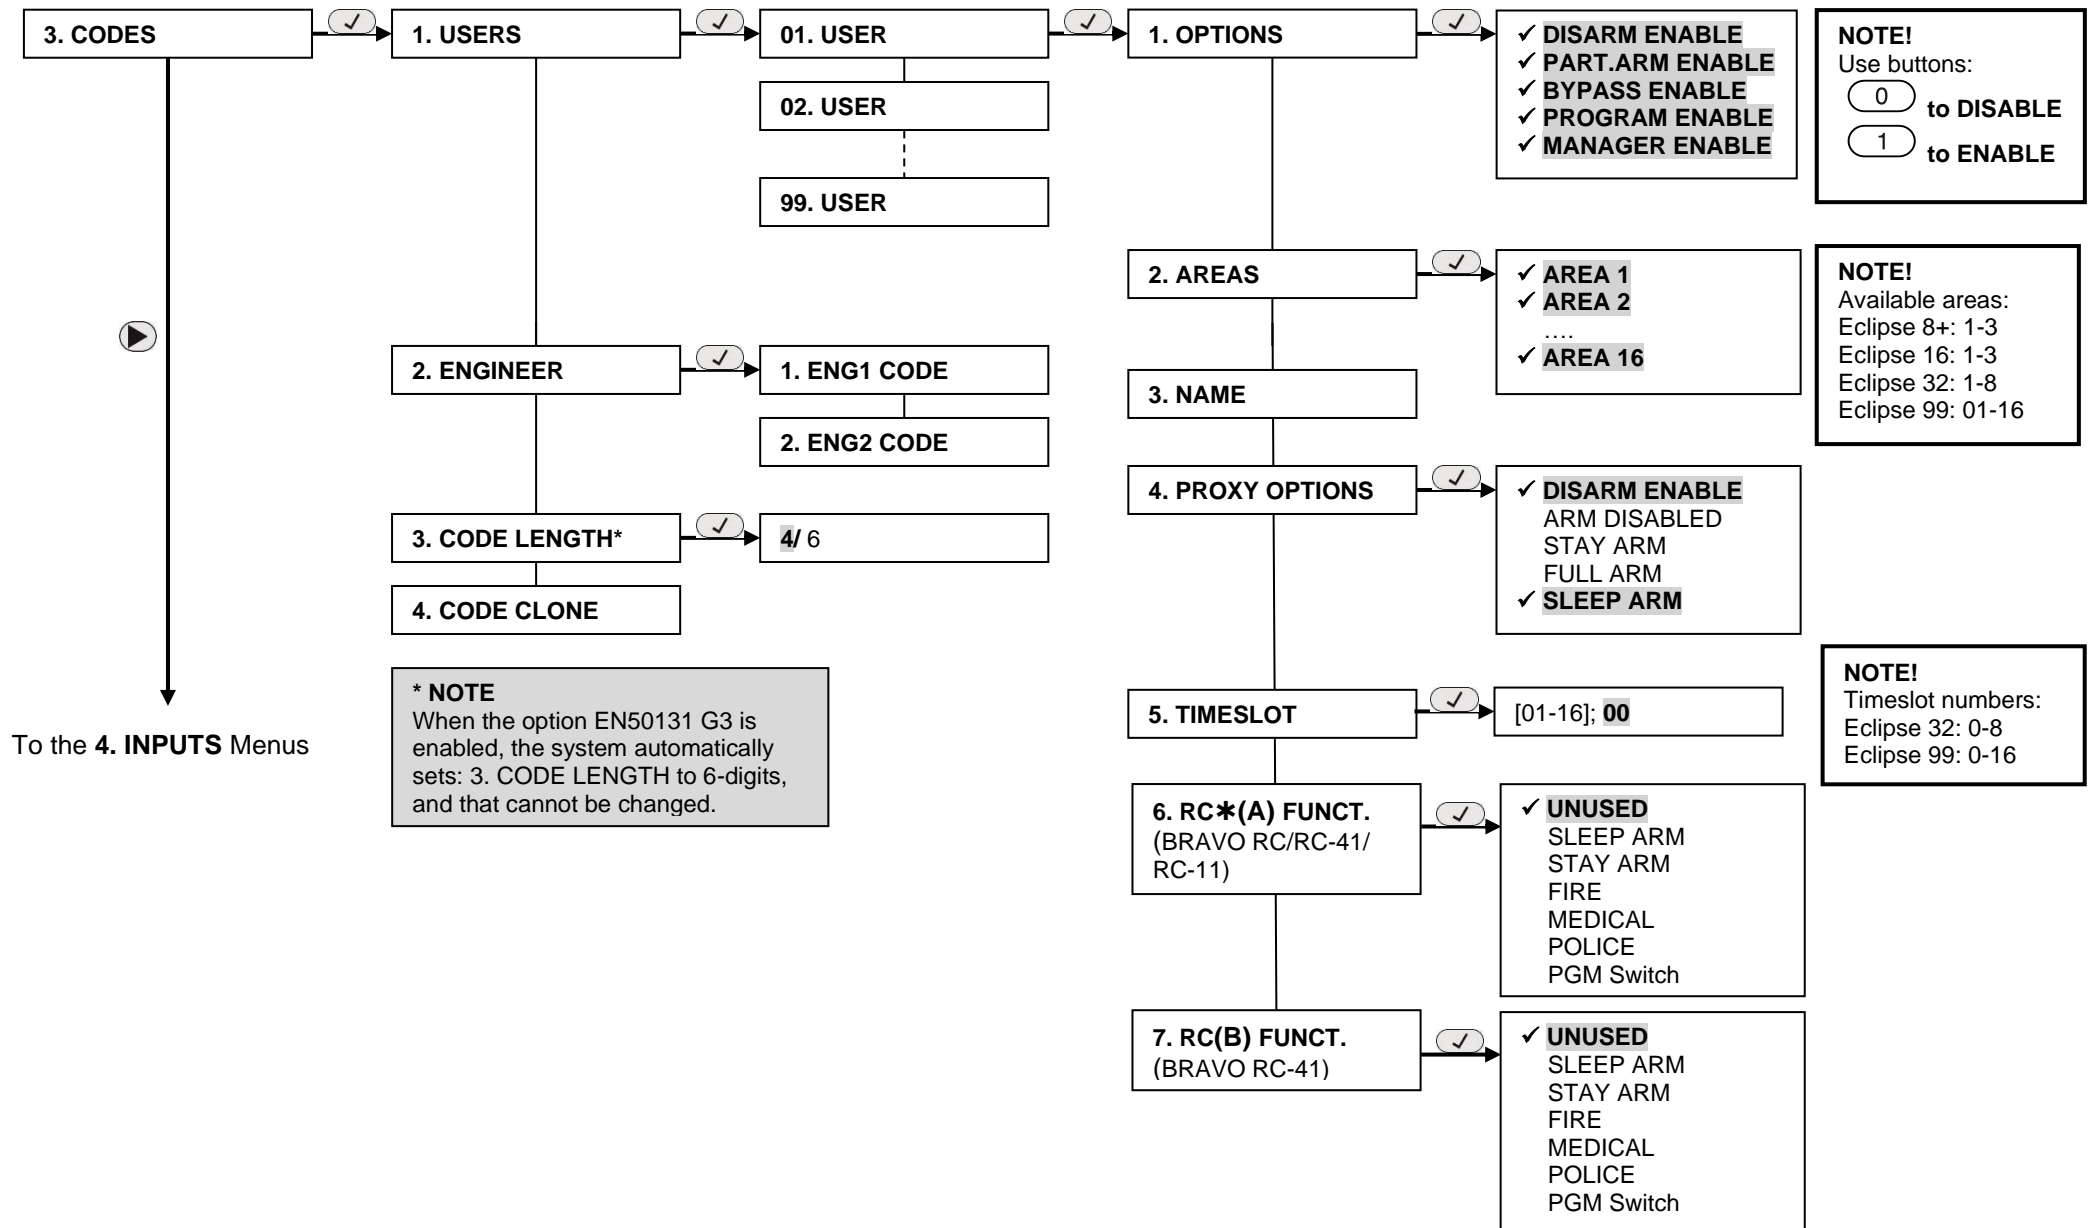 3. CODES
1. USERS
01. USER
02. USER
99. USER
1. OPTIONS
✓ DISARM ENABLE
✓ PART.ARM ENABLE
✓ BYPASS ENABLE
✓ PROGRAM ENABLE
✓ MANAGER ENABLE
NOTE!
Use buttons:
0 to DISABLE
1 to ENABLE
2. AREAS
✓ AREA 1
✓ AREA 2
….
✓ AREA 16
NOTE!
Available areas:
Eclipse 8+: 1-3
Eclipse 16: 1-3
Eclipse 32: 1-8
Eclipse 99: 01-16
2. ENGINEER
1. ENG1 CODE
2. ENG2 CODE
3. NAME
4. PROXY OPTIONS
✓ DISARM ENABLE
ARM DISABLED
STAY ARM
FULL ARM
✓ SLEEP ARM
3. CODE LENGTH*
4/ 6
4. CODE CLONE
* NOTE
When the option EN50131 G3 is
enabled, the system automatically
sets: 3. CODE LENGTH to 6-digits,
and that cannot be changed.
To the 4. INPUTS Menus
5. TIMESLOT
[01-16]; 00
NOTE!
Timeslot numbers:
Eclipse 32: 0-8
Eclipse 99: 0-16
6. RC✱(A) FUNCT.
(BRAVO RC/RC-41/
RC-11)
✓ UNUSED
SLEEP ARM
STAY ARM
FIRE
MEDICAL
POLICE
PGM Switch
7. RC(B) FUNCT.
(BRAVO RC-41)
✓ UNUSED
SLEEP ARM
STAY ARM
FIRE
MEDICAL
POLICE
PGM Switch